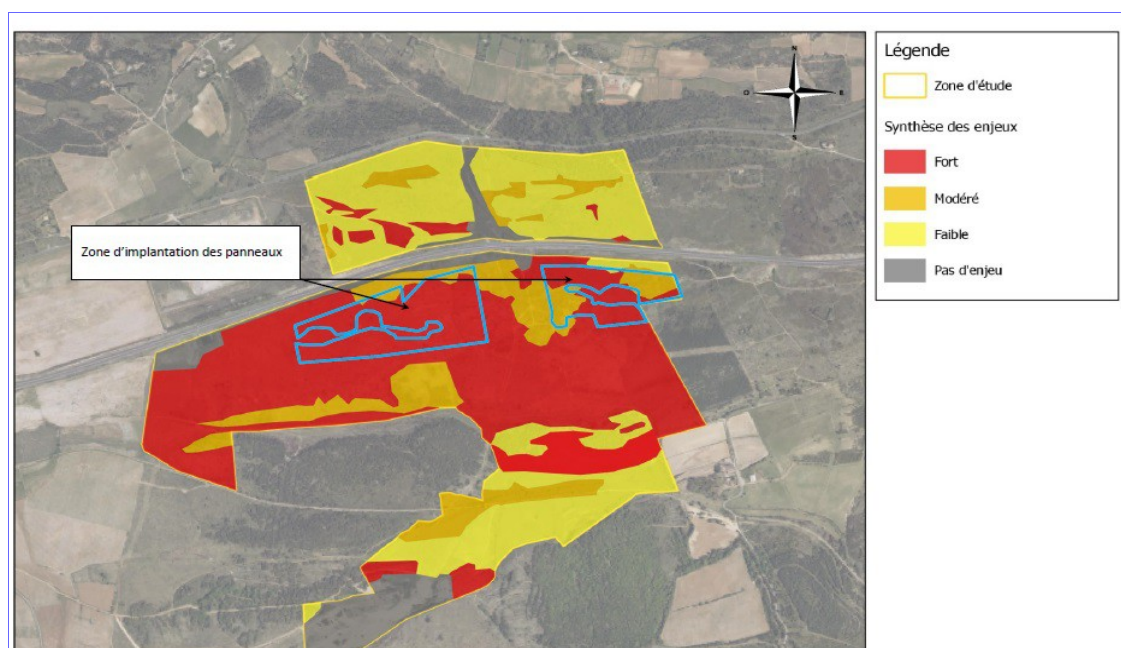 Légende
Zone d'étude
Synthèse des enjeux
Fort
Modéré
Faible
Pas d'enjeu
Zone d'implantation des panneaux
N
O
E
S